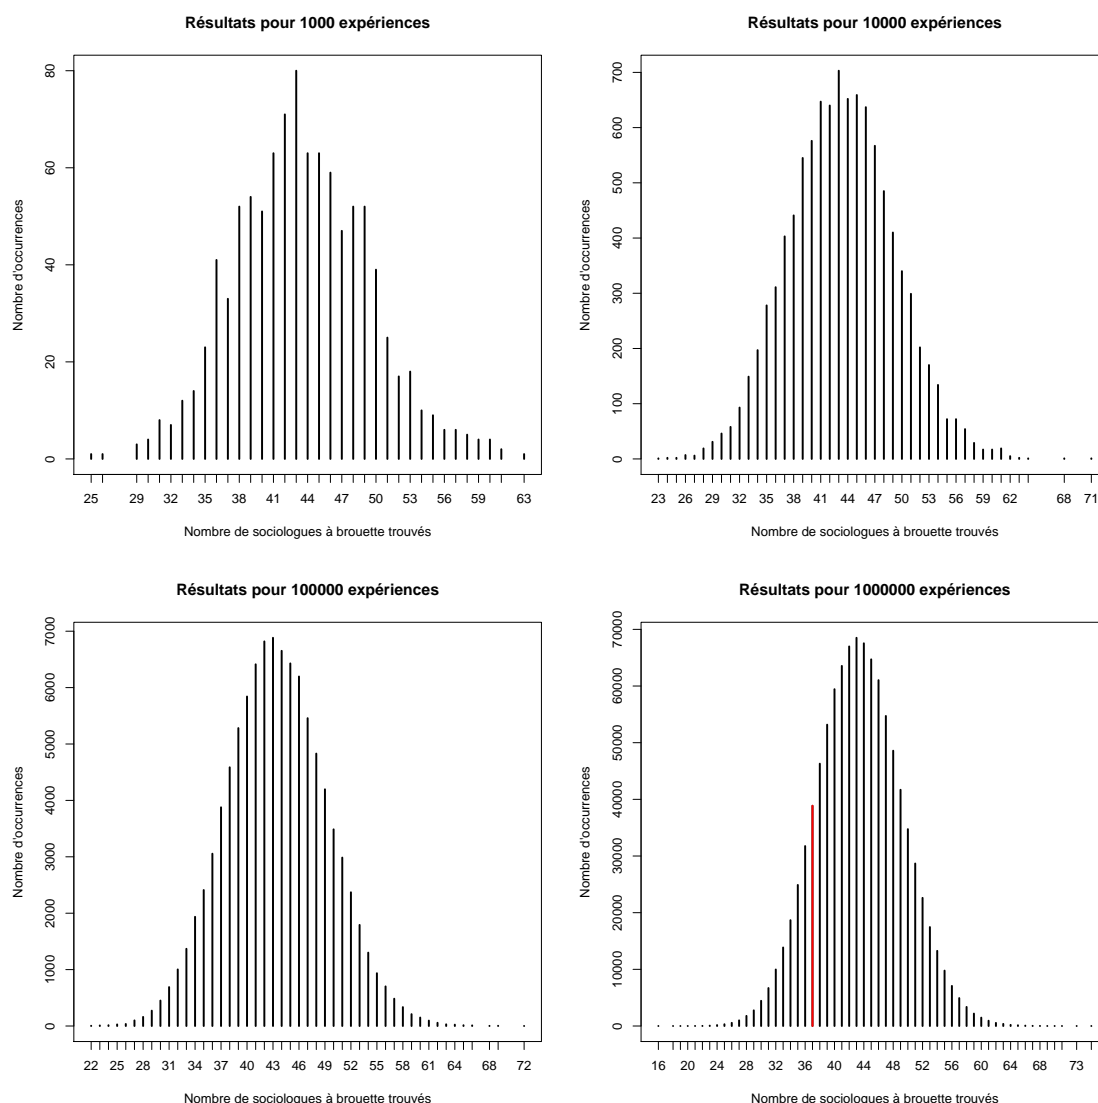 Résultats pour 1000 expériences
Nombre d'occurrences
0 20 40 60 80
25 29 32 35 38 41 44 47 50 53 56 59 63
Nombre de sociologues à brouette trouvés
Résultats pour 10000 expériences
Nombre d'occurrences
0 100 200 300 400 500 600 700
23 26 29 32 35 38 41 44 47 50 53 56 59 62 68 71
Nombre de sociologues à brouette trouvés
Résultats pour 100000 expériences
Nombre d'occurrences
0 1000 2000 3000 4000 5000 6000 7000
22 25 28 31 34 37 40 43 46 49 52 55 58 61 64 68 72
Nombre de sociologues à brouette trouvés
Résultats pour 1000000 expériences
Nombre d'occurrences
0 10000 20000 30000 40000 50000 60000 70000
16 20 24 28 32 36 40 44 48 52 56 60 64 68 73
Nombre de sociologues à brouette trouvés